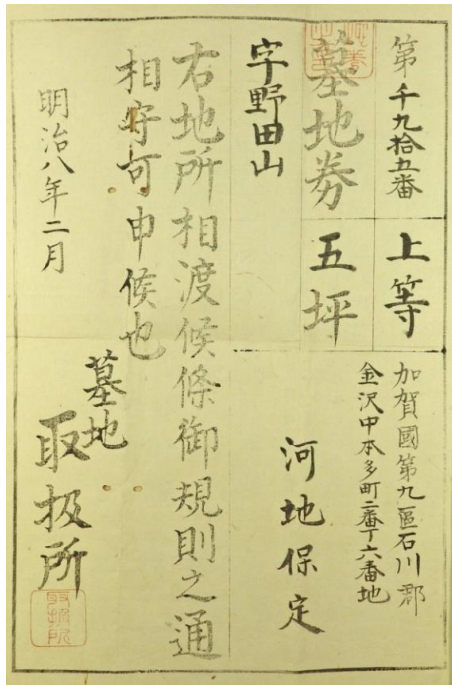 第千九拾五番
上等
加賀國第九區石川郡
金沢中本多町二番丁六番地
墓地券 五坪
河地保定
字野田山
右地所相渡候條御規則之通
相守可申候也
明治八年二月
墓地
取扱所